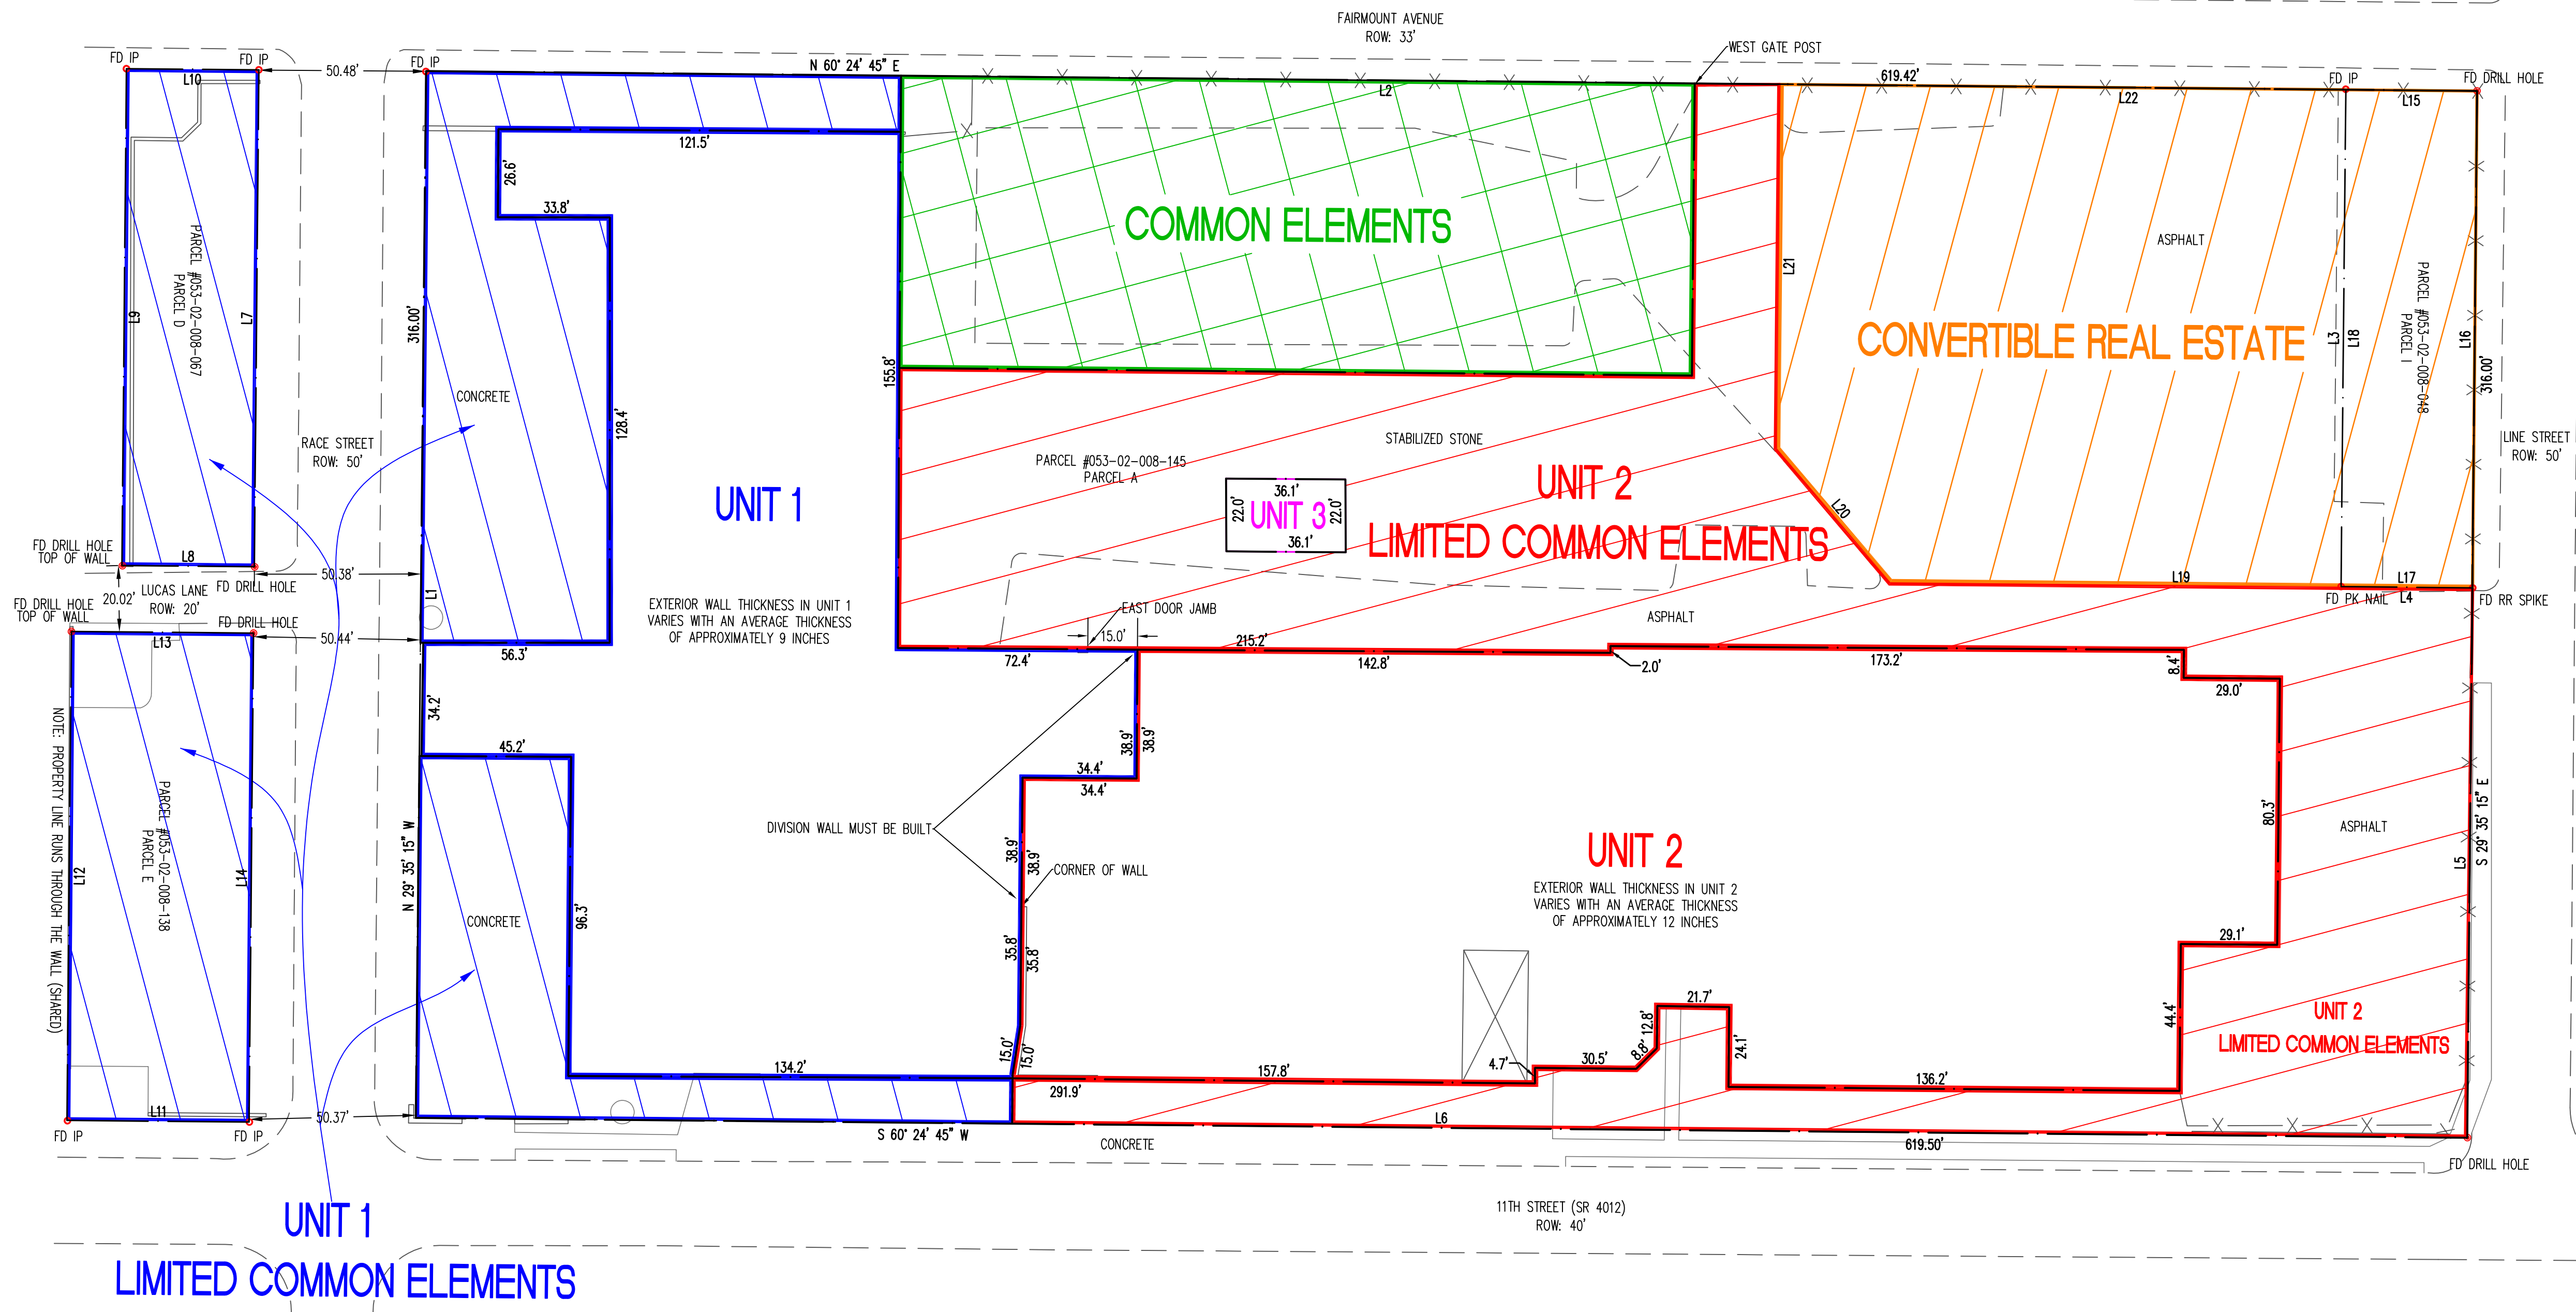 FAIRMOUNT AVENUE
ROW: 33'
WEST GATE POST
FD IP
FD IP
L10
50.48'
FD IP
N 60° 24' 45" E
L2
619.42'
L22
FD IP
L15
FD DRILL HOLE
121.5'
26.6'
33.8'
COMMON ELEMENTS
PARCEL #053-02-008-067
PARCEL D
L9
L7
316.00'
CONCRETE
128.4'
155.8'
L21
ASPHALT
CONVERTIBLE REAL ESTATE
L3
L18
PARCEL #053-02-008-048
PARCEL I
L16
316.00'
RACE STREET
ROW: 50'
LINE STREET
ROW: 50'
STABILIZED STONE
PARCEL #053-02-008-145
PARCEL A
UNIT 1
UNIT 2
LIMITED COMMON ELEMENTS
36.1'
22.0'
UNIT 3
22.0'
36.1'
L20
FD DRILL HOLE
TOP OF WALL
L8
50.38'
FD DRILL HOLE
LUCAS LANE
ROW: 20'
20.02'
FD DRILL HOLE
TOP OF WALL
FD DRILL HOLE
L13
50.44'
L1
L19
L17
FD PK NAIL
L4
FD RR SPIKE
EXTERIOR WALL THICKNESS IN UNIT 1
VARIES WITH AN AVERAGE THICKNESS
OF APPROXIMATELY 9 INCHES
EAST DOOR JAMB
15.0'
ASPHALT
56.3'
72.4'
215.2'
142.8'
2.0'
173.2'
8.4'
29.0'
34.2'
45.2'
38.9'
38.9'
34.4'
34.4'
NOTE: PROPERTY LINE RUNS THROUGH THE WALL (SHARED)
L12
PARCEL #053-02-008-138
PARCEL E
L14
N 29° 35' 15" W
DIVISION WALL MUST BE BUILT
38.9'
38.9'
CORNER OF WALL
UNIT 2
EXTERIOR WALL THICKNESS IN UNIT 2
VARIES WITH AN AVERAGE THICKNESS
OF APPROXIMATELY 12 INCHES
80.3'
ASPHALT
L5
S 29° 35' 15" E
CONCRETE
96.3'
35.8'
35.8'
29.1'
44.4'
UNIT 2
LIMITED COMMON ELEMENTS
21.7'
12.8'
8.8'
24.1'
15.0'
15.0'
134.2'
291.9'
157.8'
4.7'
30.5'
136.2'
L11
50.37'
FD IP
FD IP
S 60° 24' 45" W
L6
CONCRETE
619.50'
FD DRILL HOLE
11TH STREET (SR 4012)
ROW: 40'
UNIT 1
LIMITED COMMON ELEMENTS